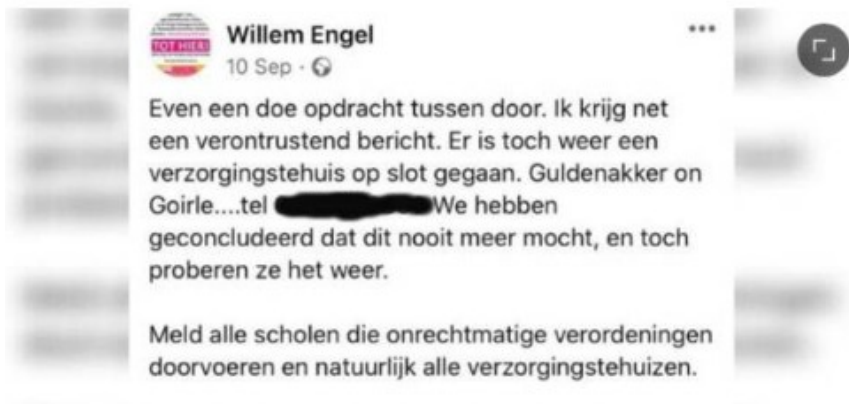 TOT HIER!
Willem Engel
10 Sep ·
Even een doe opdracht tussen door. Ik krijg net
een verontrustend bericht. Er is toch weer een
verzorgingstehuis op slot gegaan. Guldenakker on
Goirle....tel We hebben
geconcludeerd dat dit nooit meer mocht, en toch
proberen ze het weer.
Meld alle scholen die onrechtmatige verordeningen
doorvoeren en natuurlijk alle verzorgingstehuizen.